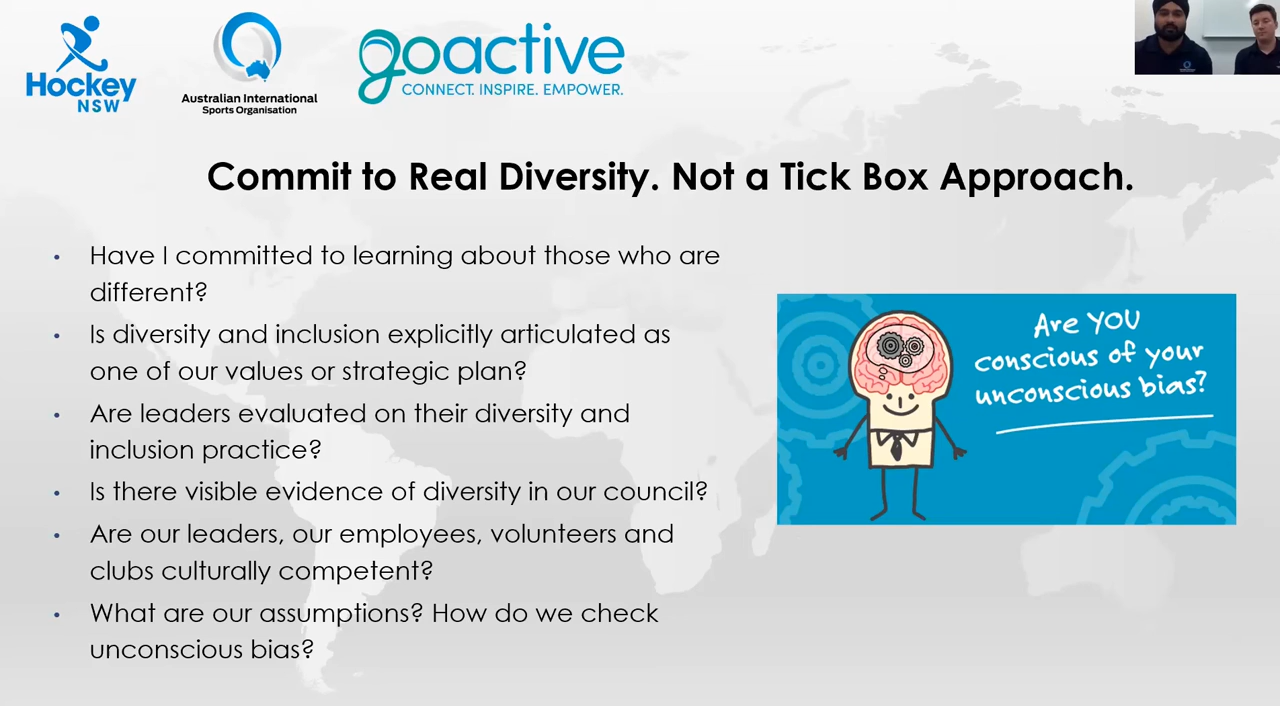 Hockey
NSW
Australian International
Sports Organisation
goactive
CONNECT. INSPIRE. EMPOWER.
Commit to Real Diversity. Not a Tick Box Approach.
• Have I committed to learning about those who are
different?
• Is diversity and inclusion explicitly articulated as
one of our values or strategic plan?
• Are leaders evaluated on their diversity and
inclusion practice?
• Is there visible evidence of diversity in our council?
• Are our leaders, our employees, volunteers and
clubs culturally competent?
• What are our assumptions? How do we check
unconscious bias?
Are YOU
conscious of your
unconscious bias?